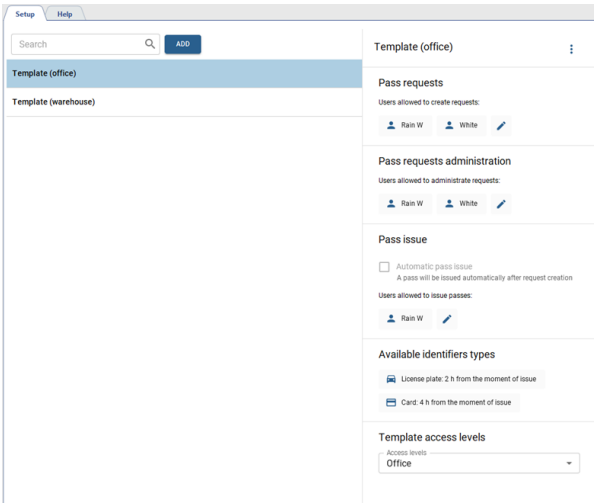 Setup Help
Search ADD
Template (office)
Template (warehouse)
Template (office)
Pass requests
Users allowed to create requests:
Rain W White
Pass requests administration
Users allowed to administrate requests:
Rain W White
Pass issue
Automatic pass issue
A pass will be issued automatically after request creation
Users allowed to issue passes:
Rain W
Available identifiers types
License plate: 2 h from the moment of issue
Card: 4 h from the moment of issue
Template access levels
Access levels
Office